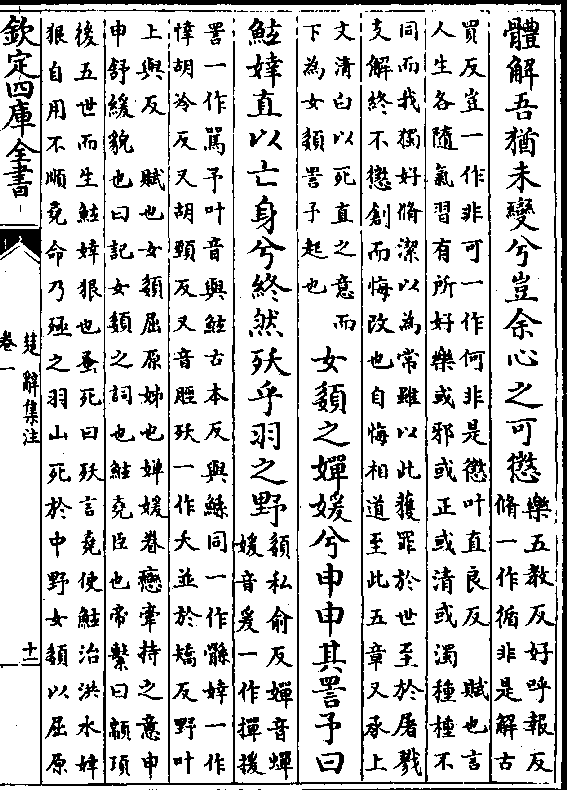 體解吾猶未變兮豈余心之可懲樂五教反好呼報反
脩一作循非是解古
買反豈一作非可一作何非是懲叶直良反　賦也言
人生各隨氣習有所好樂或邪或正或清或濁種種不
同而我獨好脩潔以為常雖以此獲罪於世至於屠戮
支解終不懲創而悔改也自悔相道至此五章又承上
文清白以死直之意而
下為女嬃詈予起也
女嬃之嬋媛兮申申其詈予曰
鮌婞直以亡身兮終然殀乎羽之野嬃私俞反嬋音蟬
媛音爰一作撣援
詈一作罵予叶音與鮌古本反與鯀同一作骸婞一作
悻胡冷反又胡頸反又音脛殀一作夭並於矯反野叶
上與反　賦也女嬃屈原姊也嬋媛眷戀牽持之意申
申舒緩貌也曰記女嬃之詞也鮌堯臣也帝繫曰顓頊
後五世而生鮌婞狠也蚤死曰殀言堯使鮌治洪水婞
狠自用不順堯命乃殛之羽山死於中野女嬃以屈原
欽定四庫全書
楚辭集注
卷一
十二